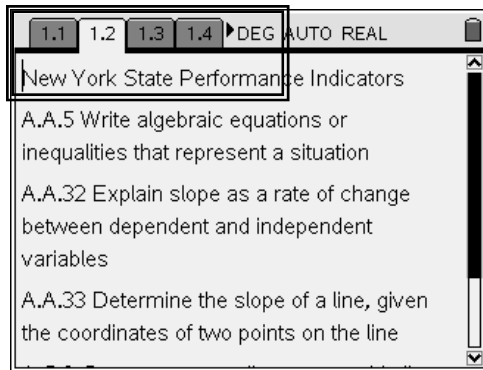 1.1 1.2 1.3 1.4 DEG AUTO REAL
New York State Performance Indicators
A.A.5 Write algebraic equations or
inequalities that represent a situation
A.A.32 Explain slope as a rate of change
between dependent and independent
variables
A.A.33 Determine the slope of a line, given
the coordinates of two points on the line